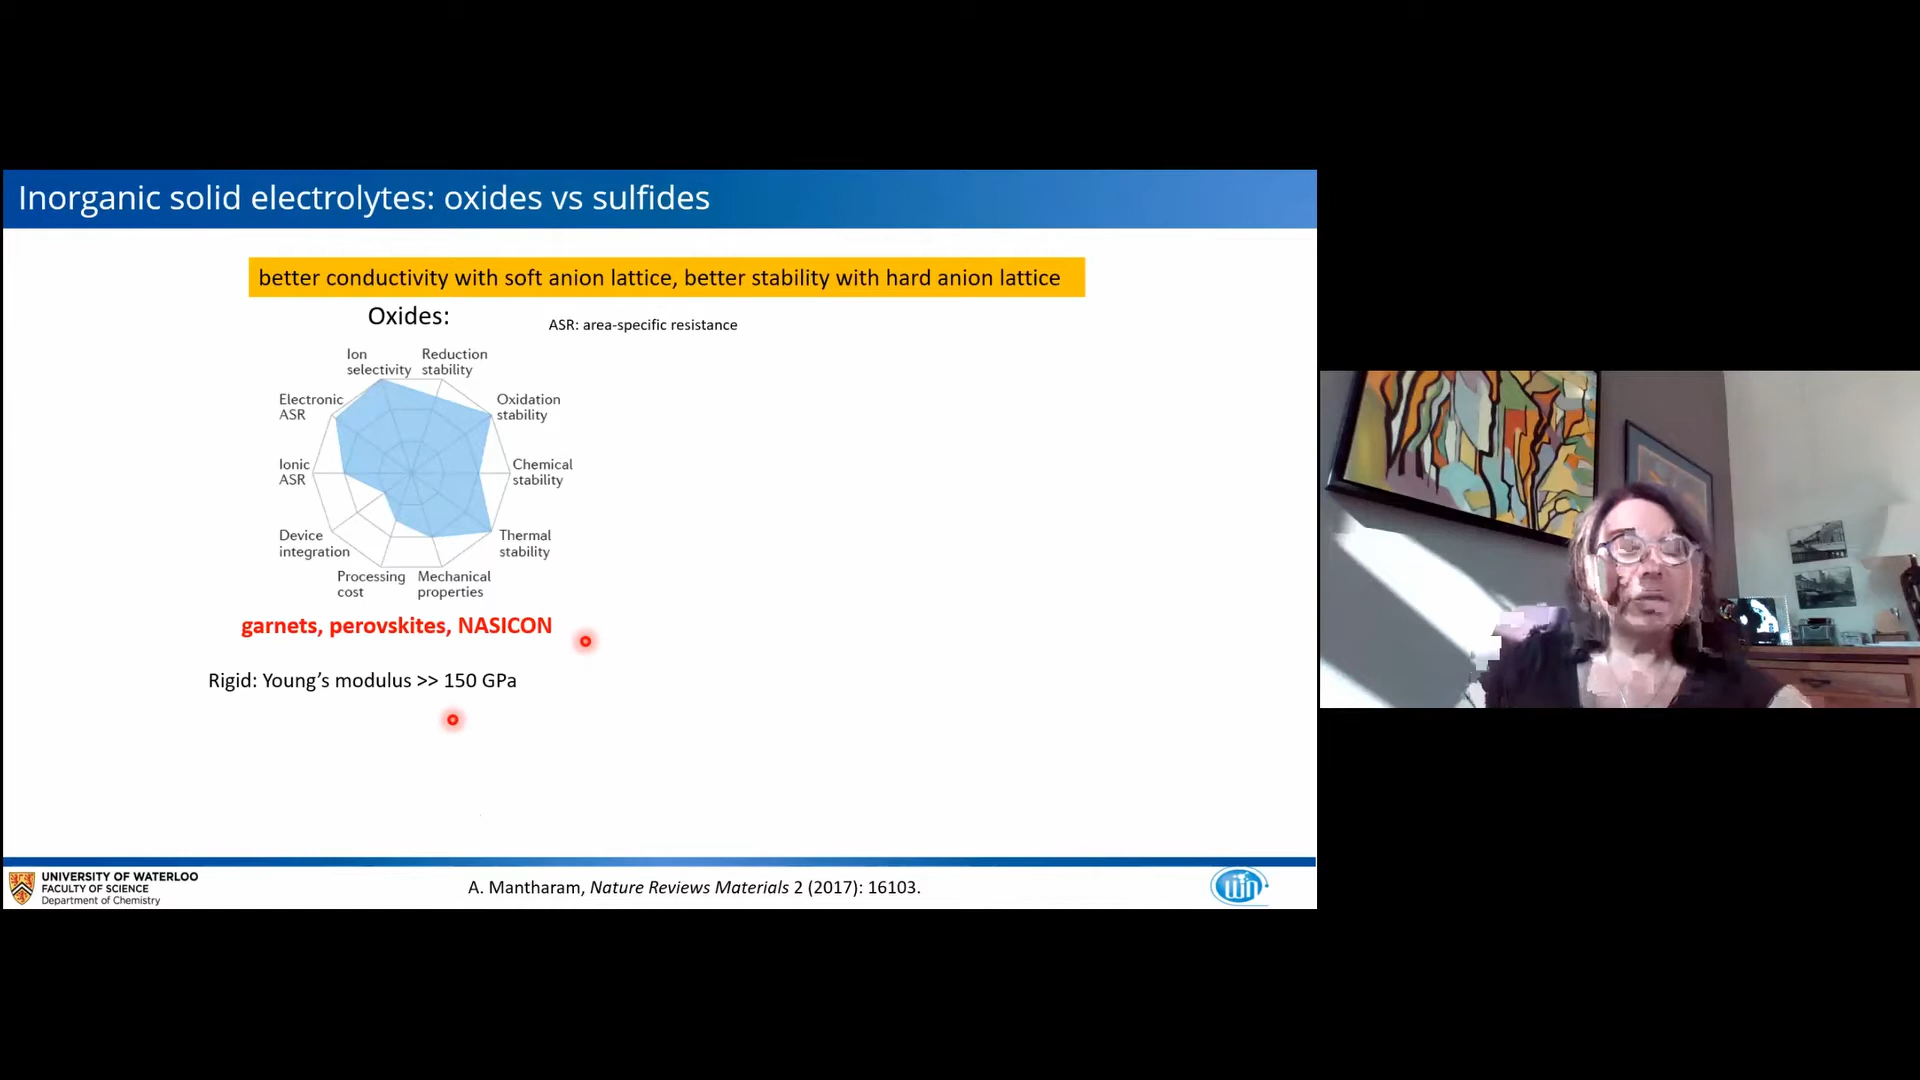 Inorganic solid electrolytes: oxides vs sulfides
better conductivity with soft anion lattice, better stability with hard anion lattice
Oxides:
ASR: area-specific resistance
Ion
selectivity
Reduction
stability
Electronic
ASR
Oxidation
stability
Ionic
ASR
Chemical
stability
Device
integration
Thermal
stability
Processing
cost
Mechanical
properties
garnets, perovskites, NASICON
Rigid: Young’s modulus >> 150 GPa
UNIVERSITY OF WATERLOO
FACULTY OF SCIENCE
Department of Chemistry
A. Mantharam, Nature Reviews Materials 2 (2017): 16103.
win